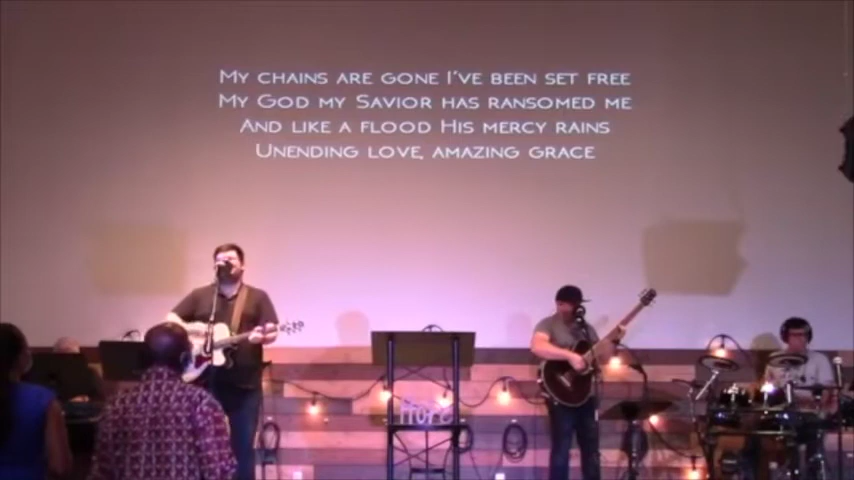 My chains are gone I've been set free
My God my Savior has ransomed me
And like a flood His mercy rains
Unending love, amazing grace
Hope